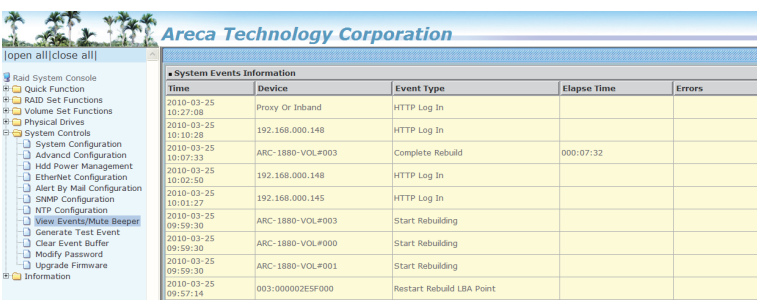 Areca Technology Corporation
|open all|close all|
Raid System Console
Quick Function
RAID Set Functions
Volume Set Functions
Physical Drives
System Controls
System Configuration
Advancd Configuration
Hdd Power Management
EtherNet Configuration
Alert By Mail Configuration
SNMP Configuration
NTP Configuration
View Events/Mute Beeper
Generate Test Event
Clear Event Buffer
Modify Password
Upgrade Firmware
Information
System Events Information
Time Device Event Type Elapse Time Errors
2010-03-25
10:27:08 Proxy Or Inband HTTP Log In
2010-03-25
10:10:28 192.168.000.148 HTTP Log In
2010-03-25
10:07:33 ARC-1880-VOL#003 Complete Rebuild 000:07:32
2010-03-25
10:02:50 192.168.000.148 HTTP Log In
2010-03-25
10:01:27 192.168.000.145 HTTP Log In
2010-03-25
09:59:30 ARC-1880-VOL#003 Start Rebuilding
2010-03-25
09:59:30 ARC-1880-VOL#000 Start Rebuilding
2010-03-25
09:59:30 ARC-1880-VOL#001 Start Rebuilding
2010-03-25
09:57:14 003:000002E5F000 Restart Rebuild LBA Point